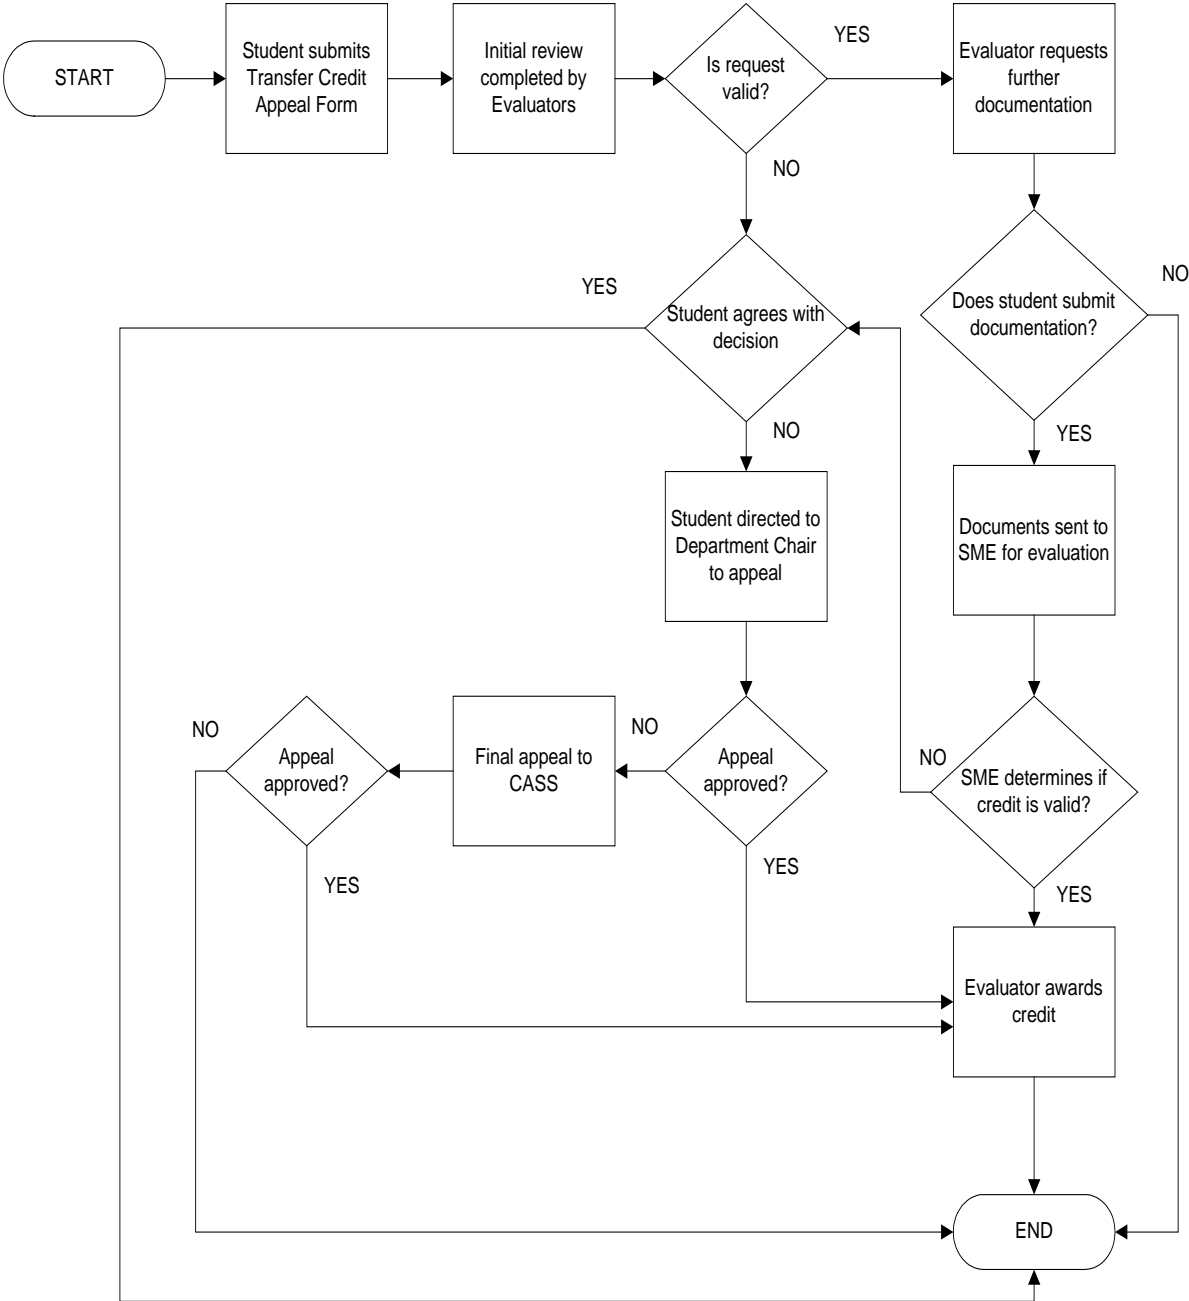 START
Student submits
Transfer Credit
Appeal Form
Initial review
completed by
Evaluators
Is request
valid?
YES
Evaluator requests
further
documentation
NO
YES
Student agrees with
decision
Does student submit
documentation?
NO
NO
YES
Student directed to
Department Chair
to appeal
Documents sent to
SME for evaluation
NO
Appeal
approved?
Final appeal to
CASS
NO
Appeal
approved?
NO
SME determines if
credit is valid?
YES
YES
YES
Evaluator awards
credit
END